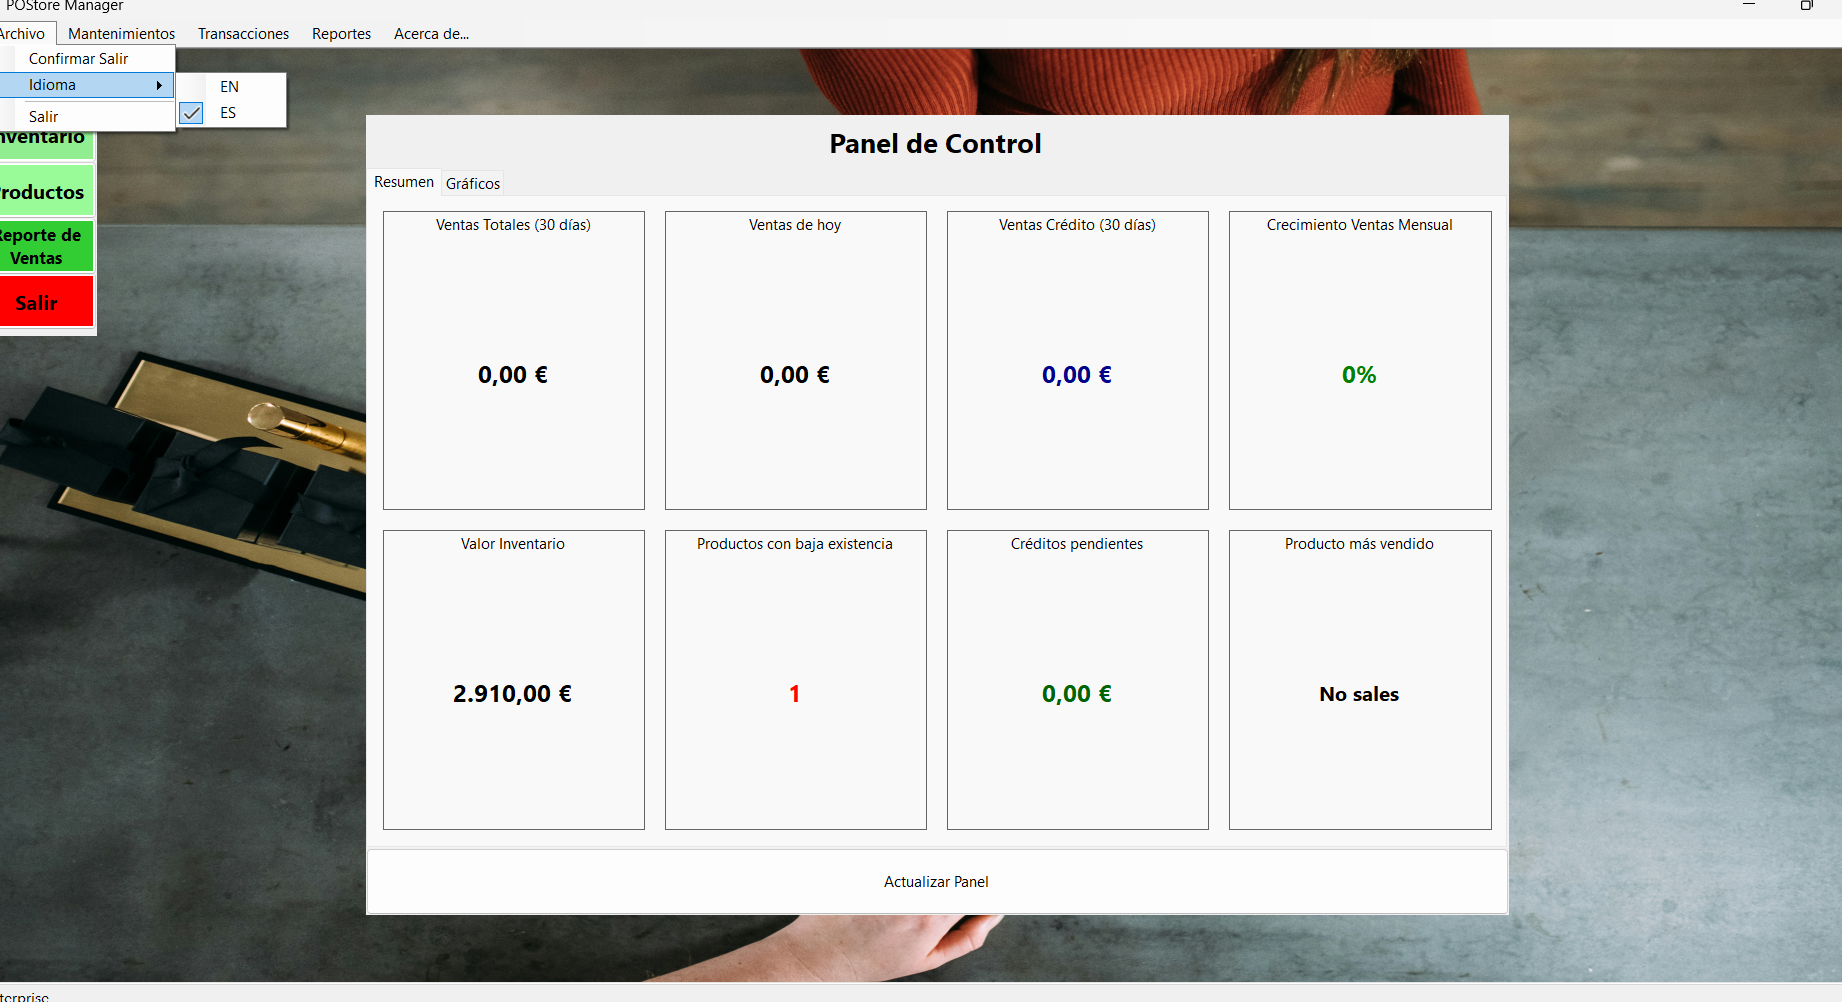 POStore Manager
Archivo Mantenimientos Transacciones Reportes Acerca de...
Confirmar Salir
Idioma
EN
ES
Salir
nventario
roductos
Reporte de
Ventas
Salir
Panel de Control
Resumen Gráficos
Ventas Totales (30 días)
0,00 €
Ventas de hoy
0,00 €
Ventas Crédito (30 días)
0,00 €
Crecimiento Ventas Mensual
0%
Valor Inventario
2.910,00 €
Productos con baja existencia
1
Créditos pendientes
0,00 €
Producto más vendido
No sales
Actualizar Panel
terprise